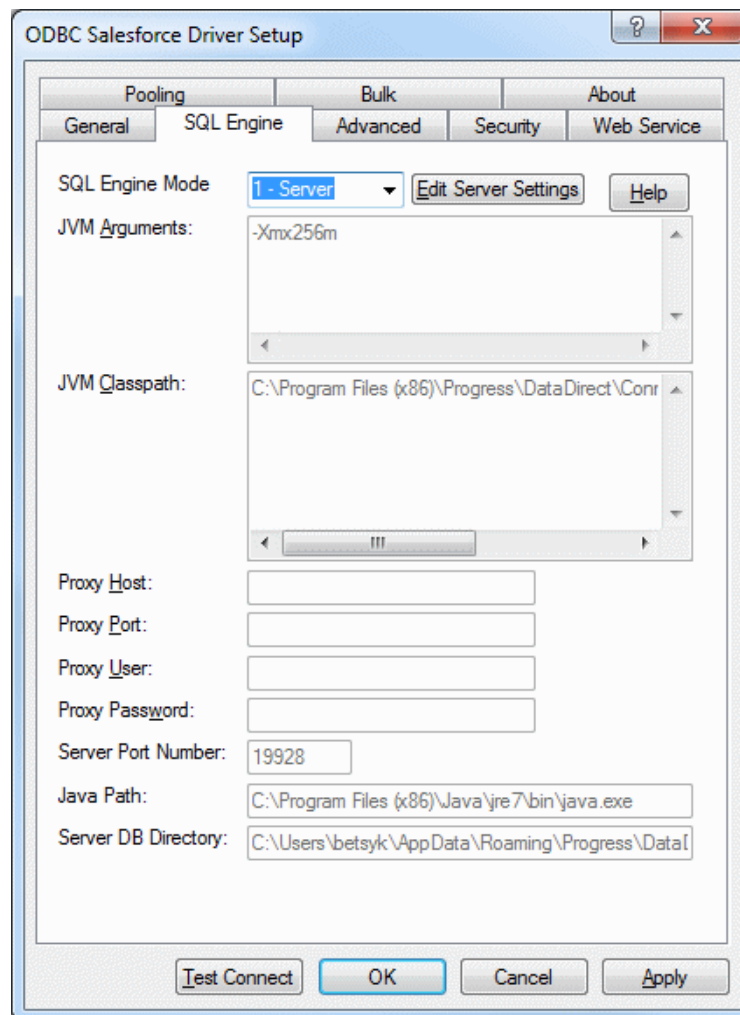 ODBC Salesforce Driver Setup
Pooling Bulk About
General SQL Engine Advanced Security Web Service
SQL Engine Mode 1 - Server Edit Server Settings Help
JVM Arguments: -Xmx256m
JVM Classpath: C:\Program Files (x86)\Progress\DataDirect\Conr
Proxy Host:
Proxy Port:
Proxy User:
Proxy Password:
Server Port Number: 19928
Java Path: C:\Program Files (x86)\Java\jre7\bin\java.exe
Server DB Directory: C:\Users\betsyk\AppData\Roaming\Progress\Data
Test Connect OK Cancel Apply